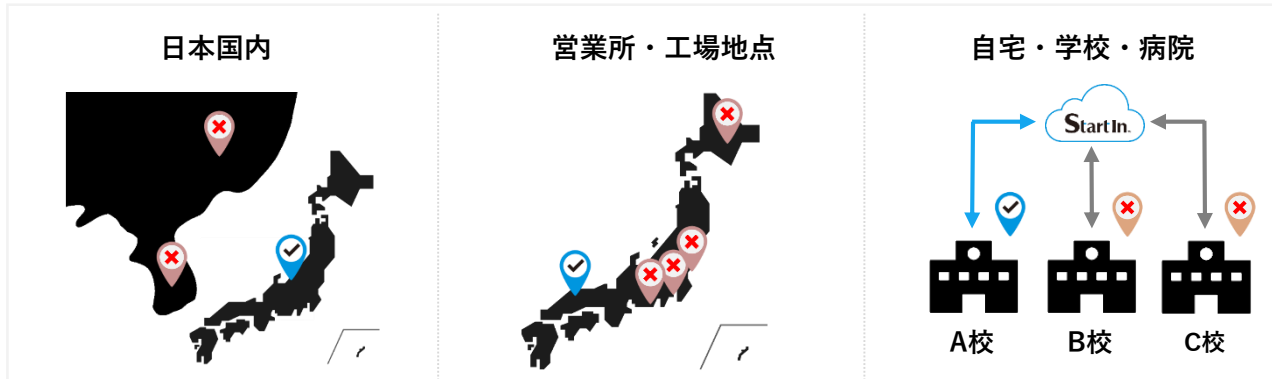 日本国内
営業所・工場地点
自宅・学校・病院
StartIn.
A校
B校
C校